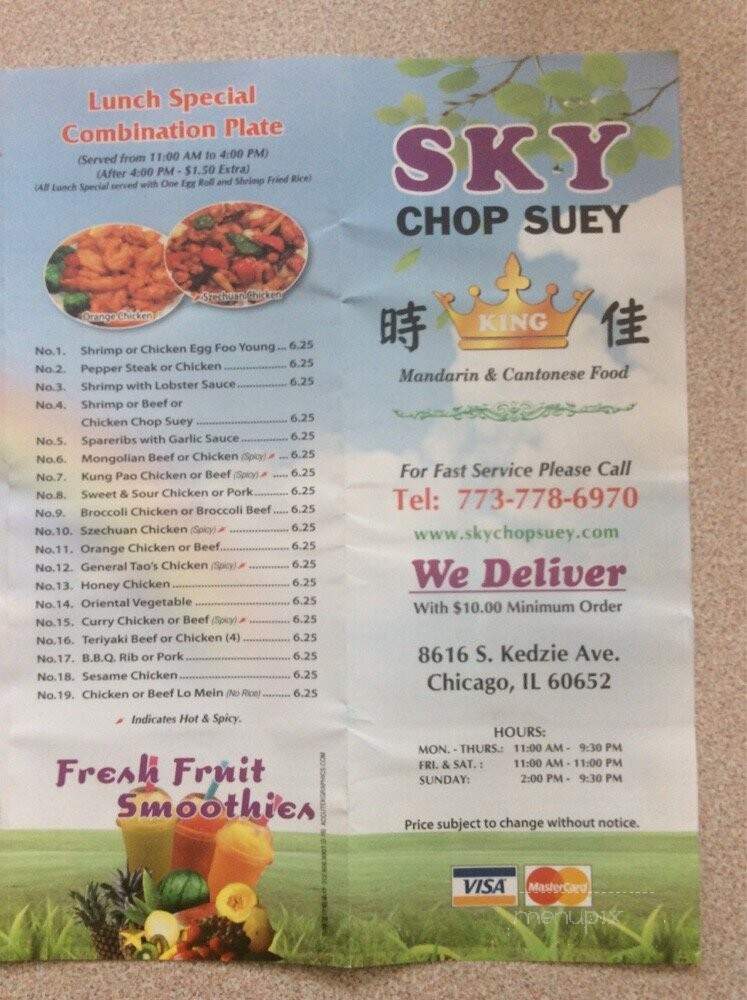 Lunch Special
Combination Plate
(Served from 11:00 AM to 4:00 PM)
(After 4:00 PM - $1.50 Extra)
(All Lunch Special served with One Egg Roll and Shrimp Fried Rice)
Szechuan Chicken
Orange Chicken
No.1. Shrimp or Chicken Egg Foo Young ... 6.25
No.2. Pepper Steak or Chicken ... 6.25
No.3. Shrimp with Lobster Sauce ... 6.25
No.4. Shrimp or Beef or
Chicken Chop Suey ... 6.25
No.5. Spareribs with Garlic Sauce ... 6.25
No.6. Mongolian Beef or Chicken (Spicy) ... 6.25
No.7. Kung Pao Chicken or Beef (Spicy) ... 6.25
No.8. Sweet & Sour Chicken or Pork ... 6.25
No.9. Broccoli Chicken or Broccoli Beef ... 6.25
No.10. Szechuan Chicken (Spicy) ... 6.25
No.11. Orange Chicken or Beef ... 6.25
No.12. General Tao's Chicken (Spicy) ... 6.25
No.13. Honey Chicken ... 6.25
No.14. Oriental Vegetable ... 6.25
No.15. Curry Chicken or Beef (Spicy) ... 6.25
No.16. Teriyaki Beef or Chicken (4) ... 6.25
No.17. B.B.Q. Rib or Pork ... 6.25
No.18. Sesame Chicken ... 6.25
No.19. Chicken or Beef Lo Mein (No Rice) ... 6.25
Indicates Hot & Spicy.
Fresh Fruit
Smoothies
SKY
CHOP SUEY
時 KING 佳
Mandarin & Cantonese Food
For Fast Service Please Call
Tel: 773-778-6970
www.skychopsuey.com
We Deliver
With $10.00 Minimum Order
8616 S. Kedzie Ave.
Chicago, IL 60652
HOURS:
MON. - THURS.: 11:00 AM - 9:30 PM
FRI. & SAT. : 11:00 AM - 11:00 PM
SUNDAY: 2:00 PM - 9:30 PM
Price subject to change without notice.
VISA MasterCard
menupix